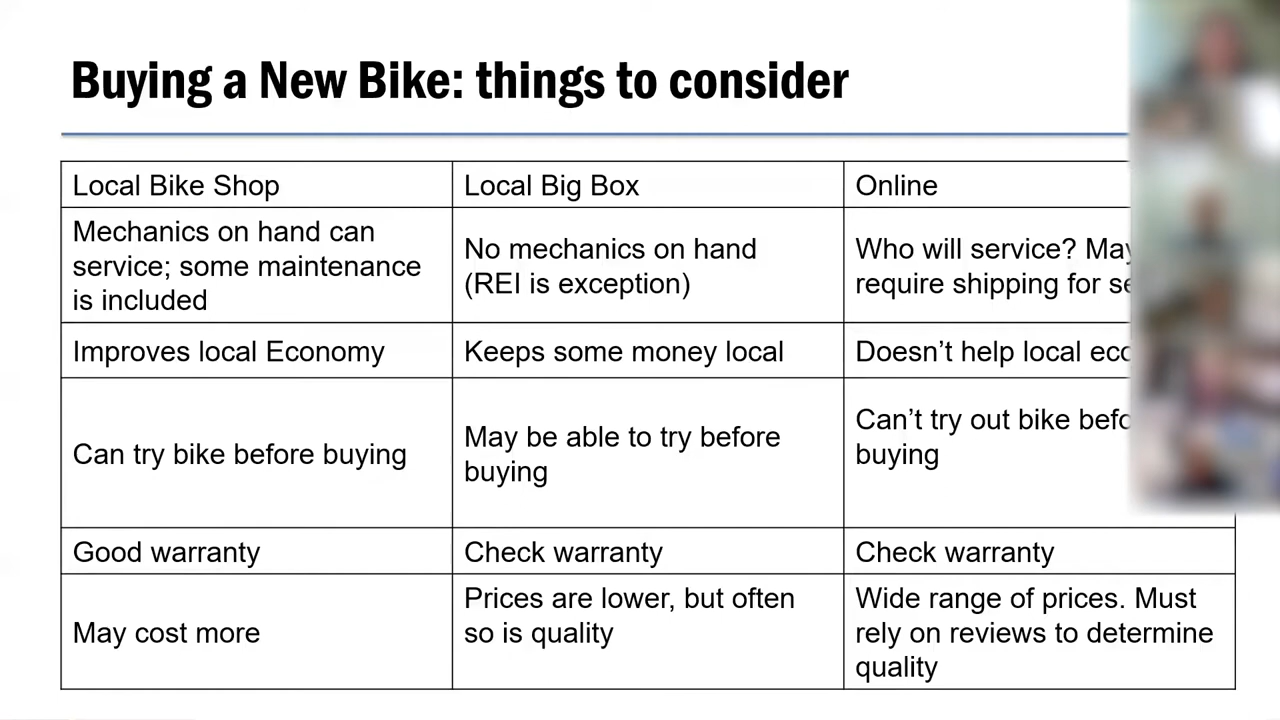 Buying a New Bike: things to consider
Local Bike Shop
Local Big Box
Online
Mechanics on hand can
service; some maintenance
is included
No mechanics on hand
(REI is exception)
Who will service? May
require shipping for
Improves local Economy
Keeps some money local
Doesn’t help local
Can try bike before buying
May be able to try before
buying
Can’t try out bike
buying
Good warranty
Check warranty
Check warranty
May cost more
Prices are lower, but often
so is quality
Wide range of prices. Must
rely on reviews to determine
quality